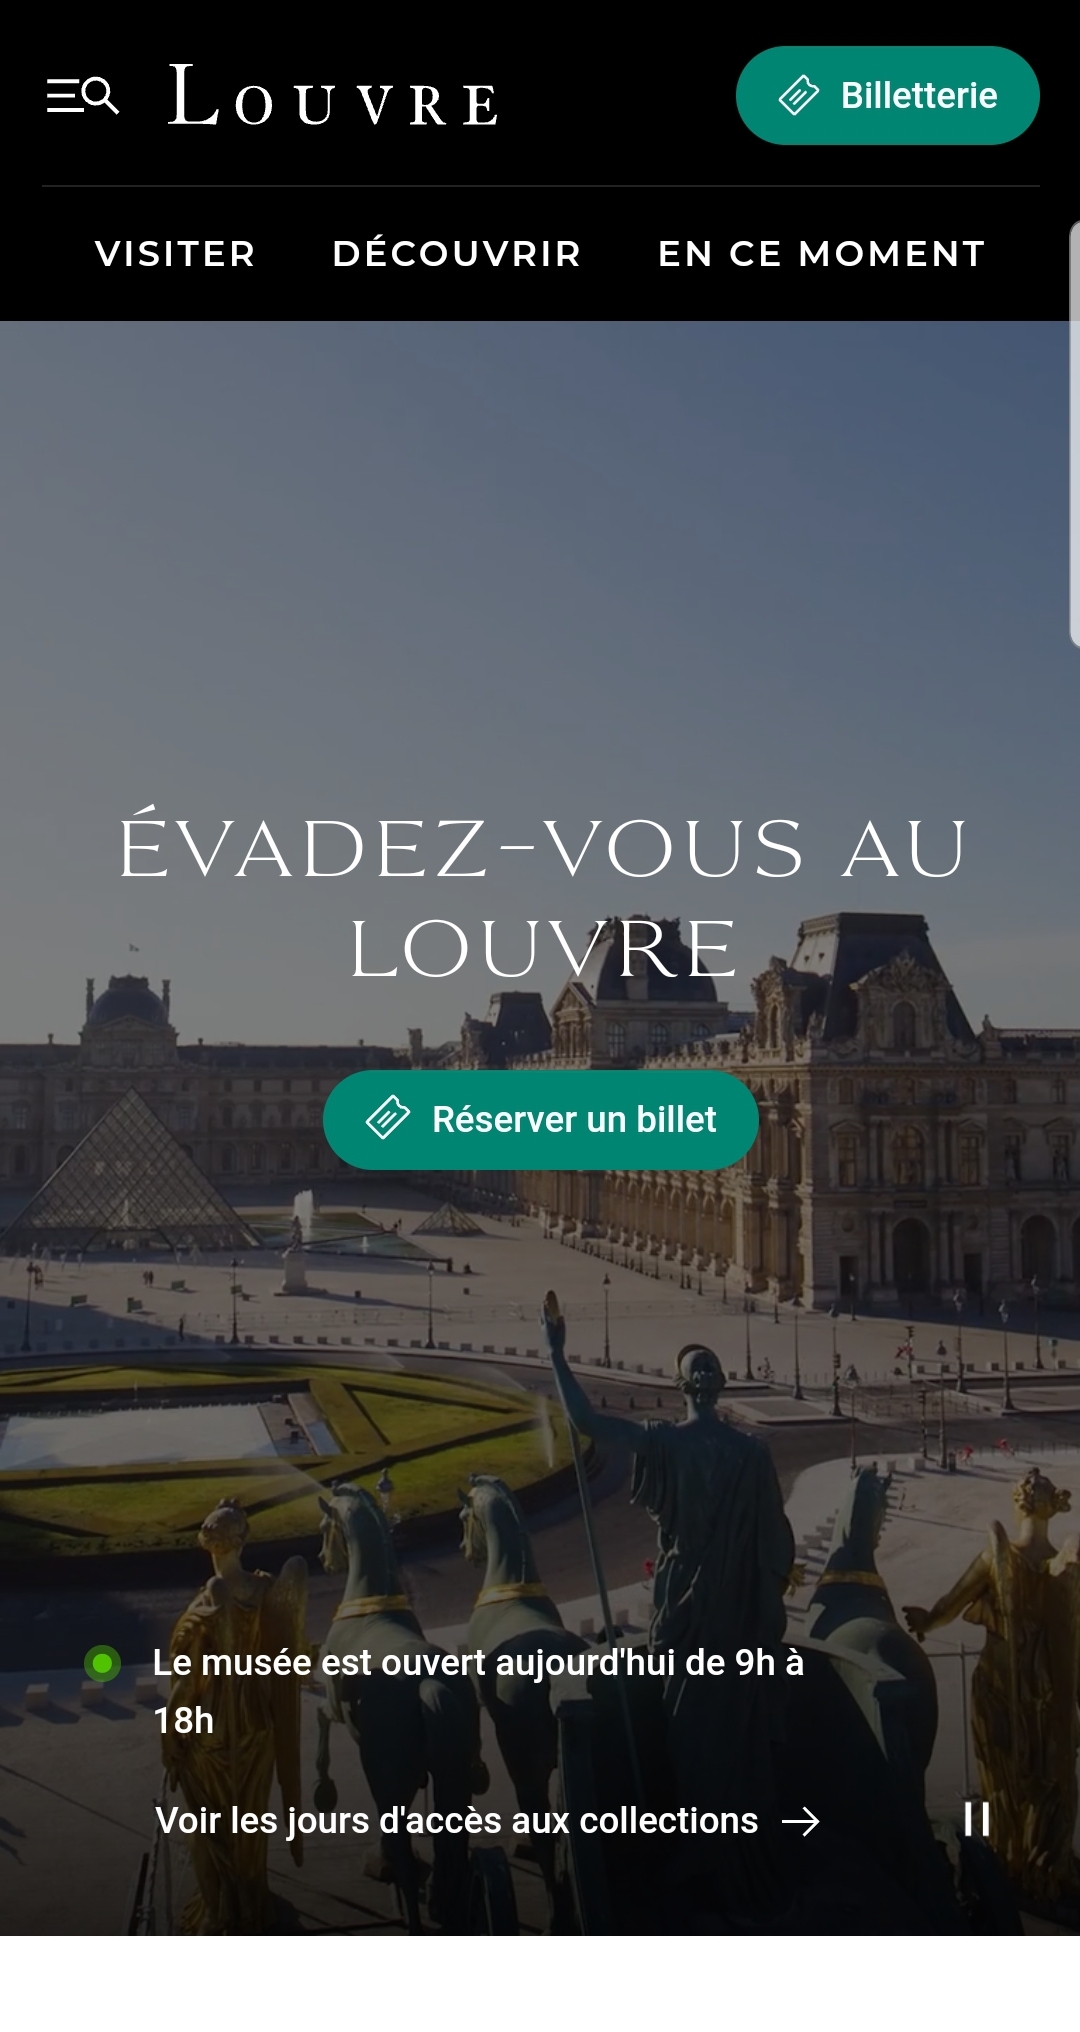 LOUVRE
Billetterie
VISITER DÉCOUVRIR EN CE MOMENT
ÉVADEZ-VOUS AU
LOUVRE
Réserver un billet
Le musée est ouvert aujourd'hui de 9h à
18h
Voir les jours d'accès aux collections